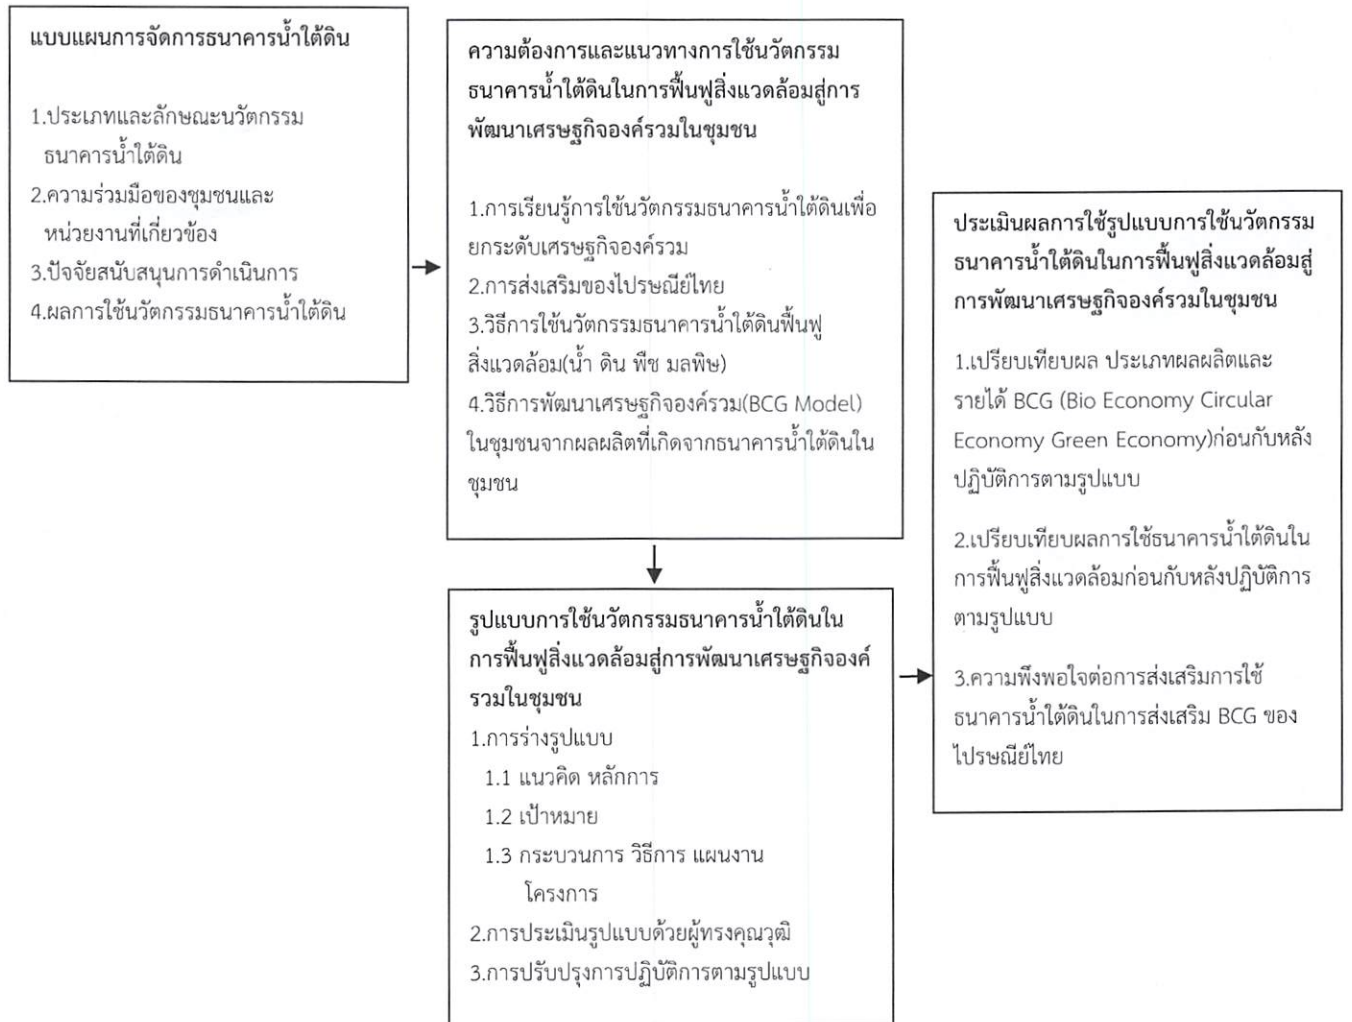 แบบแผนการจัดการธนาคารน้ำใต้ดิน
1.ประเภทและลักษณะนวัตกรรม
ธนาคารน้ำใต้ดิน
2.ความร่วมมือของชุมชนและ
หน่วยงานที่เกี่ยวข้อง
3.ปัจจัยสนับสนุนการดำเนินการ
4.ผลการใช้นวัตกรรมธนาคารน้ำใต้ดิน
ความต้องการและแนวทางการใช้นวัตกรรม
ธนาคารน้ำใต้ดินในการฟื้นฟูสิ่งแวดล้อมสู่การ
พัฒนาเศรษฐกิจองค์รวมในชุมชน
1.การเรียนรู้การใช้นวัตกรรมธนาคารน้ำใต้ดินเพื่อ
ยกระดับเศรษฐกิจองค์รวม
2.การส่งเสริมของไปรษณีย์ไทย
3.วิธีการใช้นวัตกรรมธนาคารน้ำใต้ดินฟื้นฟู
สิ่งแวดล้อม(น้ำ ดิน พืช มลพิษ)
4.วิธีการพัฒนาเศรษฐกิจองค์รวม(BCG Model)
ในชุมชนจากผลผลิตที่เกิดจากธนาคารน้ำใต้ดินใน
ชุมชน
รูปแบบการใช้นวัตกรรมธนาคารน้ำใต้ดินใน
การฟื้นฟูสิ่งแวดล้อมสู่การพัฒนาเศรษฐกิจองค์
รวมในชุมชน
1.การร่างรูปแบบ
1.1 แนวคิด หลักการ
1.2 เป้าหมาย
1.3 กระบวนการ วิธีการ แผนงาน
โครงการ
2.การประเมินรูปแบบด้วยผู้ทรงคุณวุฒิ
3.การปรับปรุงการปฏิบัติการตามรูปแบบ
ประเมินผลการใช้รูปแบบการใช้นวัตกรรม
ธนาคารน้ำใต้ดินในการฟื้นฟูสิ่งแวดล้อมสู่
การพัฒนาเศรษฐกิจองค์รวมในชุมชน
1.เปรียบเทียบผล ประเภทผลผลิตและ
รายได้ BCG (Bio Economy Circular
Economy Green Economy)ก่อนกับหลัง
ปฏิบัติการตามรูปแบบ
2.เปรียบเทียบผลการใช้ธนาคารน้ำใต้ดินใน
การฟื้นฟูสิ่งแวดล้อมก่อนกับหลังปฏิบัติการ
ตามรูปแบบ
3.ความพึงพอใจต่อการส่งเสริมการใช้
ธนาคารน้ำใต้ดินในการส่งเสริม BCG ของ
ไปรษณีย์ไทย